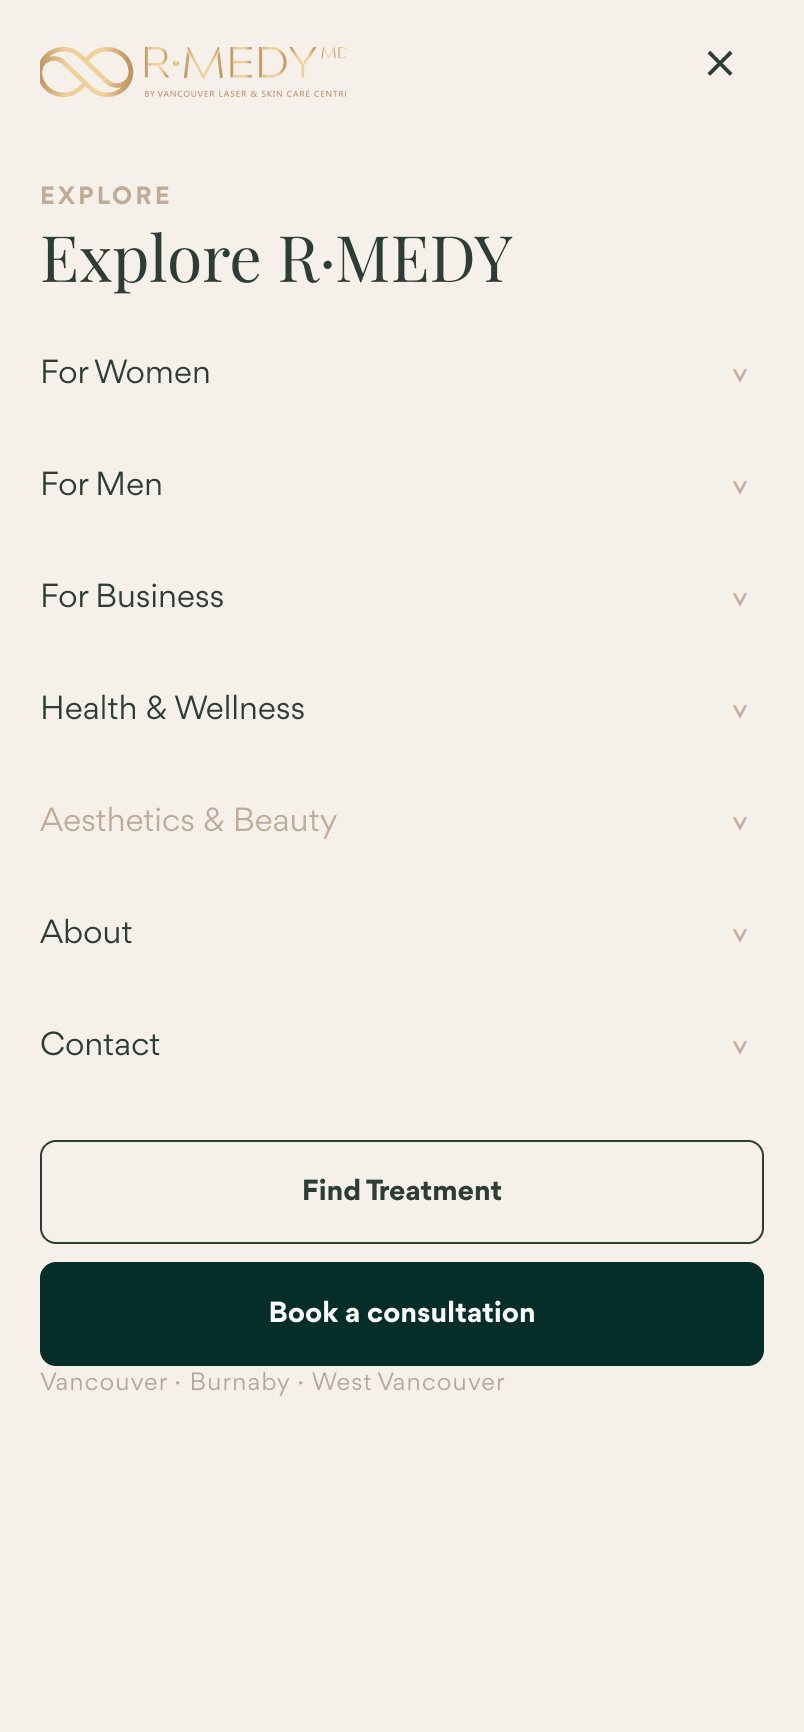 R·MEDY MD
BY VANCOUVER LASER & SKIN CARE
EXPLORE
Explore R·MEDY
For Women
For Men
For Business
Health & Wellness
Aesthetics & Beauty
About
Contact
Find Treatment
Book a consultation
Vancouver · Burnaby · West Vancouver